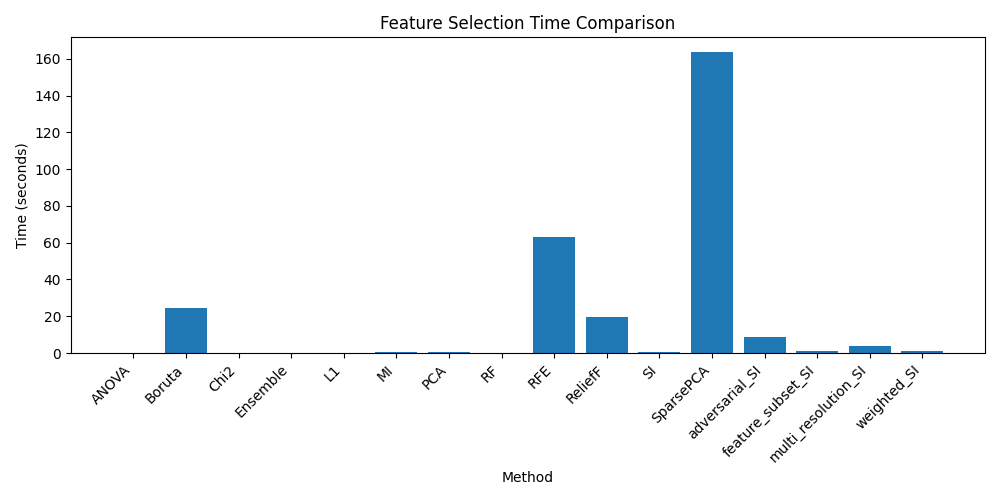 Feature Selection Time Comparison
Time (seconds)
160
140
120
100
80
60
40
20
0
ANOVA
Boruta
Chi2
Ensemble
L1
MI
PCA
RF
RFE
ReliefF
SI
SparsePCA
adversarial_SI
feature_subset_SI
multi_resolution_SI
weighted_SI
Method